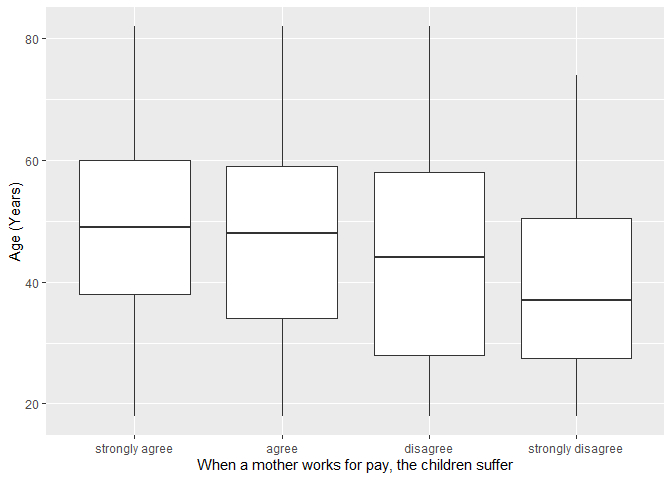 Age (Years)
80
60
40
20
strongly agree agree disagree strongly disagree
When a mother works for pay, the children suffer